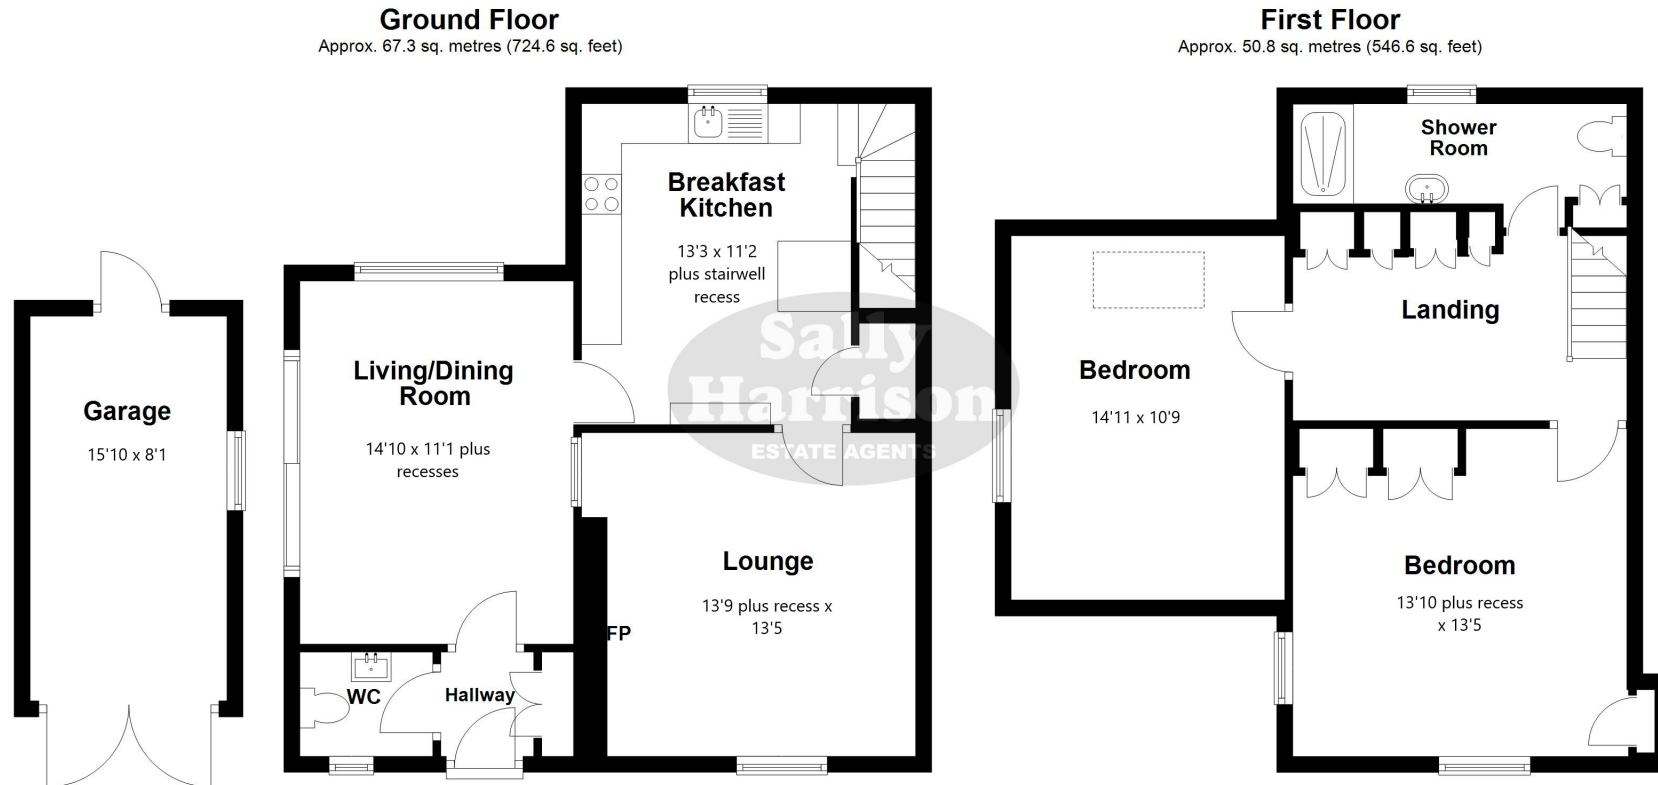 Ground Floor
Approx. 67.3 sq. metres (724.6 sq. feet)
First Floor
Approx. 50.8 sq. metres (546.6 sq. feet)
Garage
15'10 x 8'1
Living/Dining
Room
14'10 x 11'1 plus
recesses
Breakfast
Kitchen
13'3 x 11'2
plus stairwell
recess
Lounge
13'9 plus recess x
13'5
FP
WC
Hallway
Shower
Room
Landing
Bedroom
14'11 x 10'9
Bedroom
13'10 plus recess
x 13'5
Sally
Harrison
ESTATE AGENTS